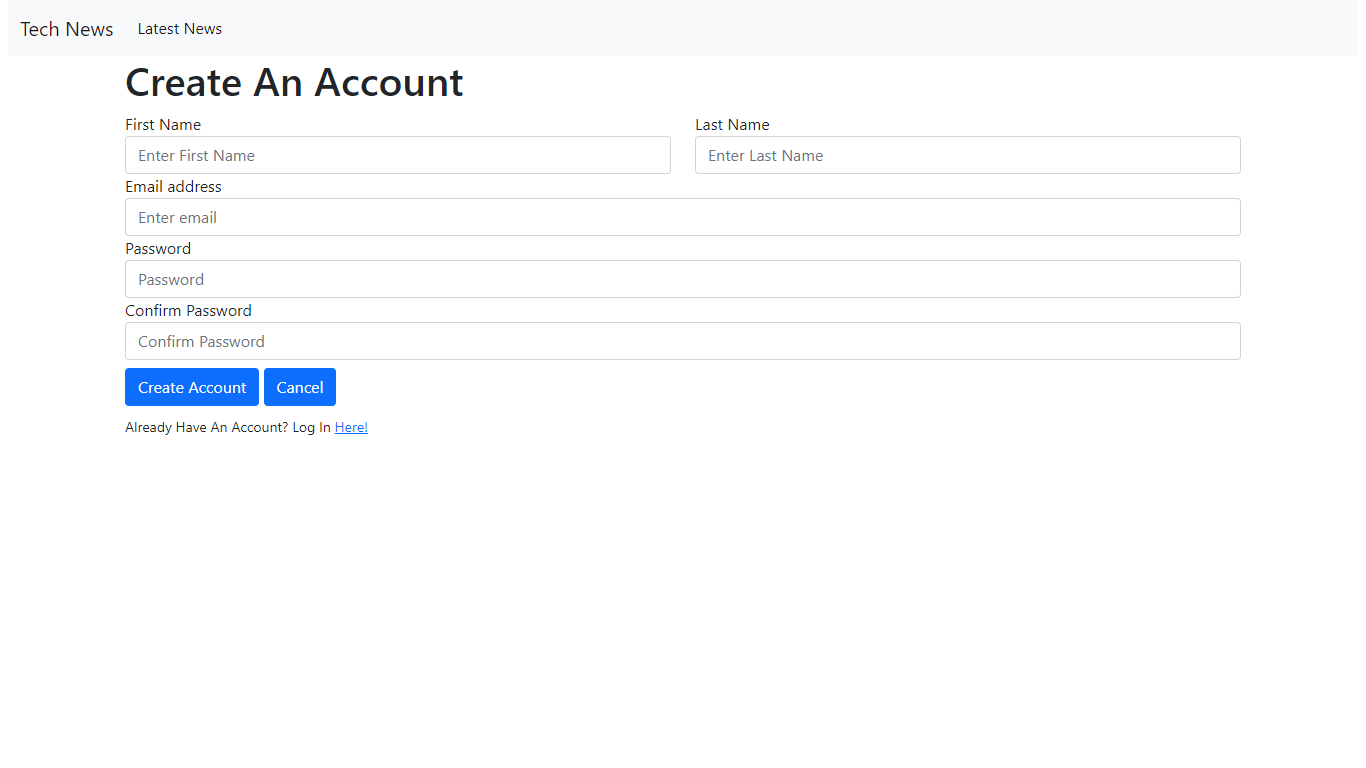 Tech News Latest News
Create An Account
First Name Last Name
Enter First Name Enter Last Name
Email address
Enter email
Password
Password
Confirm Password
Confirm Password
Create Account Cancel
Already Have An Account? Log In Here!